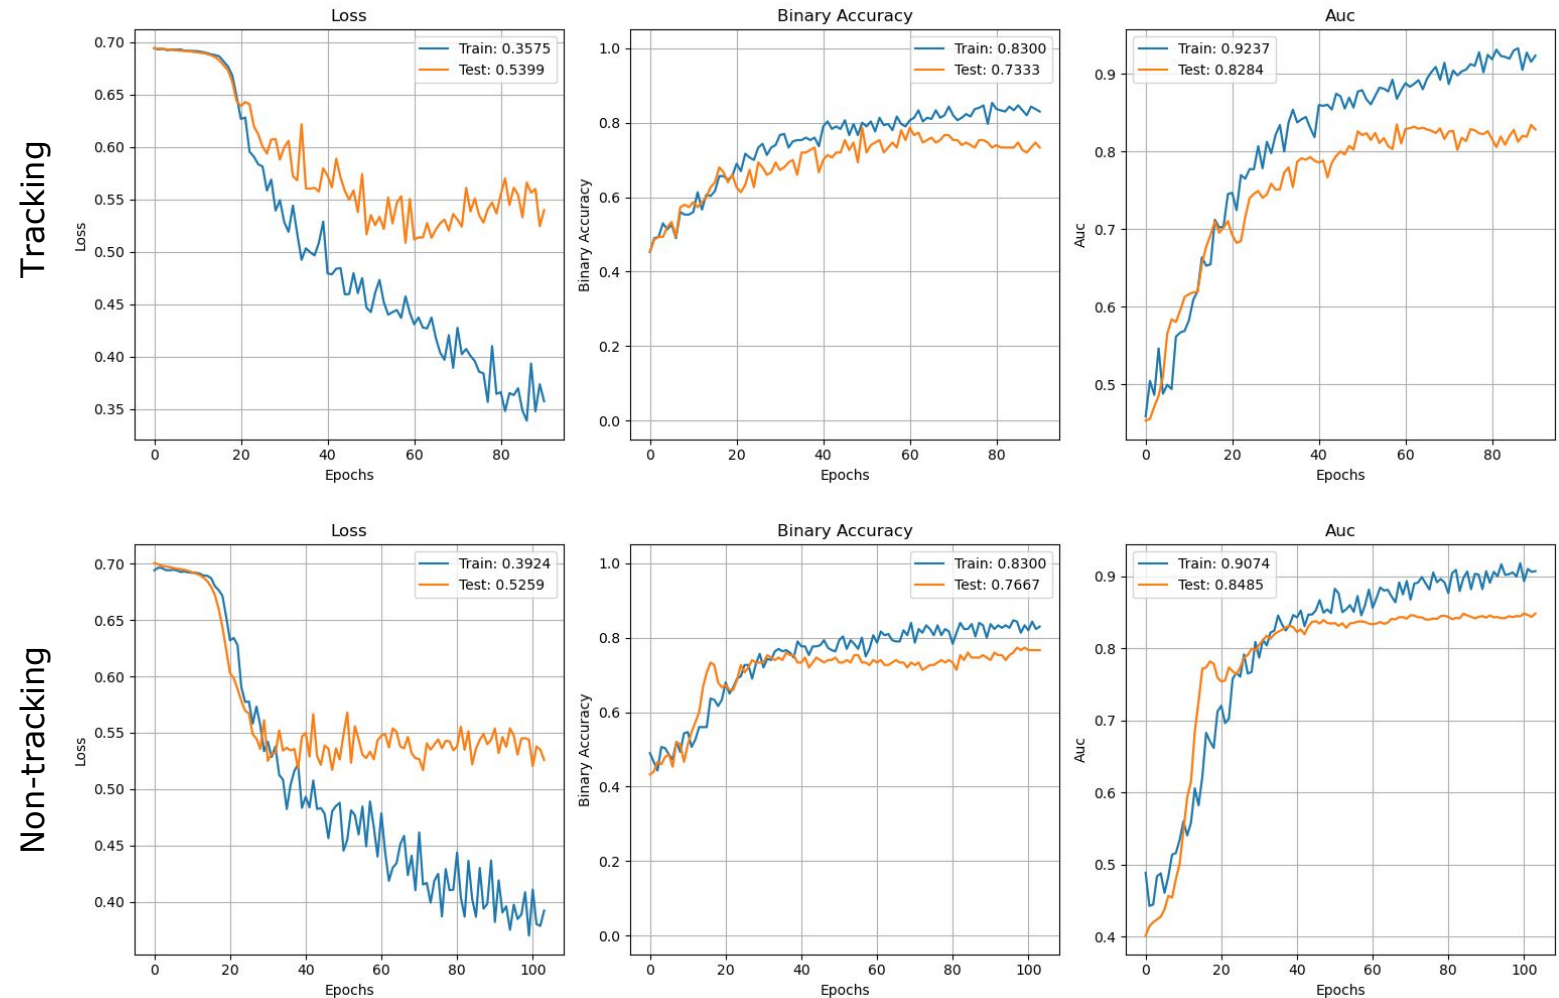 Tracking
Loss
0.70
0.65
0.60
0.55
0.50
0.45
0.40
0.35
Loss
Train: 0.3575
Test: 0.5399
0 20 40 60 80
Epochs
Binary Accuracy
1.0
0.8
0.6
0.4
0.2
0.0
Binary Accuracy
Train: 0.8300
Test: 0.7333
0 20 40 60 80
Epochs
Auc
0.9
0.8
0.7
0.6
0.5
Auc
Train: 0.9237
Test: 0.8284
0 20 40 60 80
Epochs
Non-tracking
Loss
0.70
0.65
0.60
0.55
0.50
0.45
0.40
Loss
Train: 0.3924
Test: 0.5259
0 20 40 60 80 100
Epochs
Binary Accuracy
1.0
0.8
0.6
0.4
0.2
0.0
Binary Accuracy
Train: 0.8300
Test: 0.7667
0 20 40 60 80 100
Epochs
Auc
0.9
0.8
0.7
0.6
0.5
0.4
Auc
Train: 0.9074
Test: 0.8485
0 20 40 60 80 100
Epochs